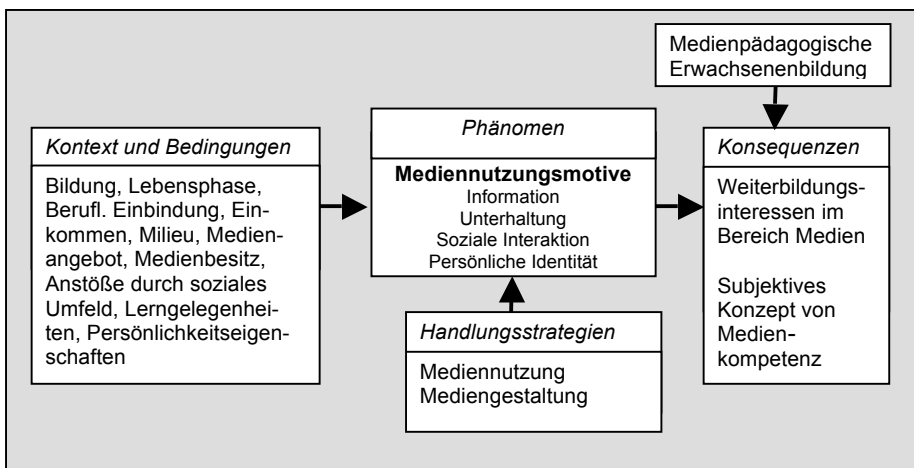 Medienpädagogische
Erwachsenenbildung
Kontext und Bedingungen
Bildung, Lebensphase,
Berufl. Einbindung, Ein-
kommen, Milieu, Medien-
angebot, Medienbesitz,
Anstöße durch soziales
Umfeld, Lerngelegenhei-
ten, Persönlichkeitseigen-
schaften
Phänomen
Mediennutzungsmotive
Information
Unterhaltung
Soziale Interaktion
Persönliche Identität
Handlungsstrategien
Mediennutzung
Mediengestaltung
Konsequenzen
Weiterbildungs-
interessen im
Bereich Medien
Subjektives
Konzept von
Medien-
kompetenz